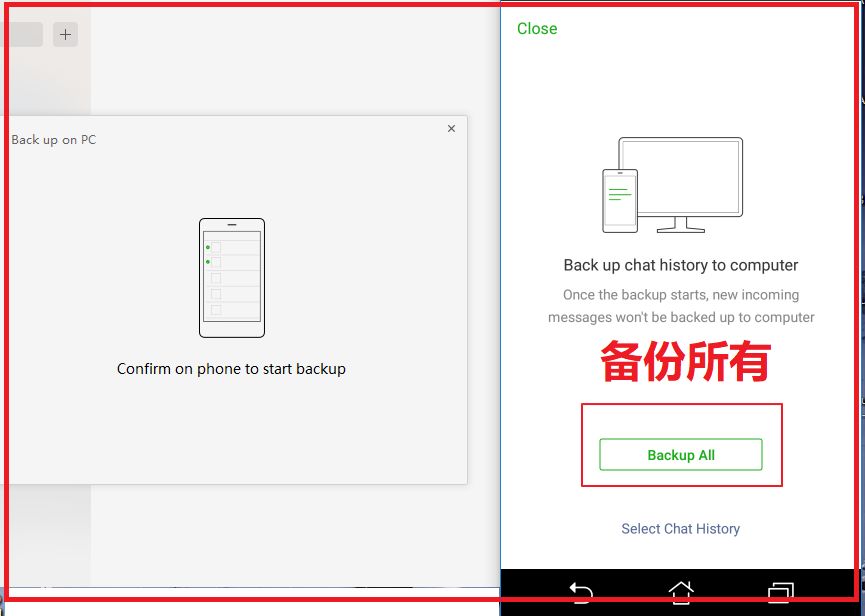 Back up on PC
Confirm on phone to start backup
Close
Back up chat history to computer
Once the backup starts, new incoming
messages won't be backed up to computer
备份所有
Backup All
Select Chat History